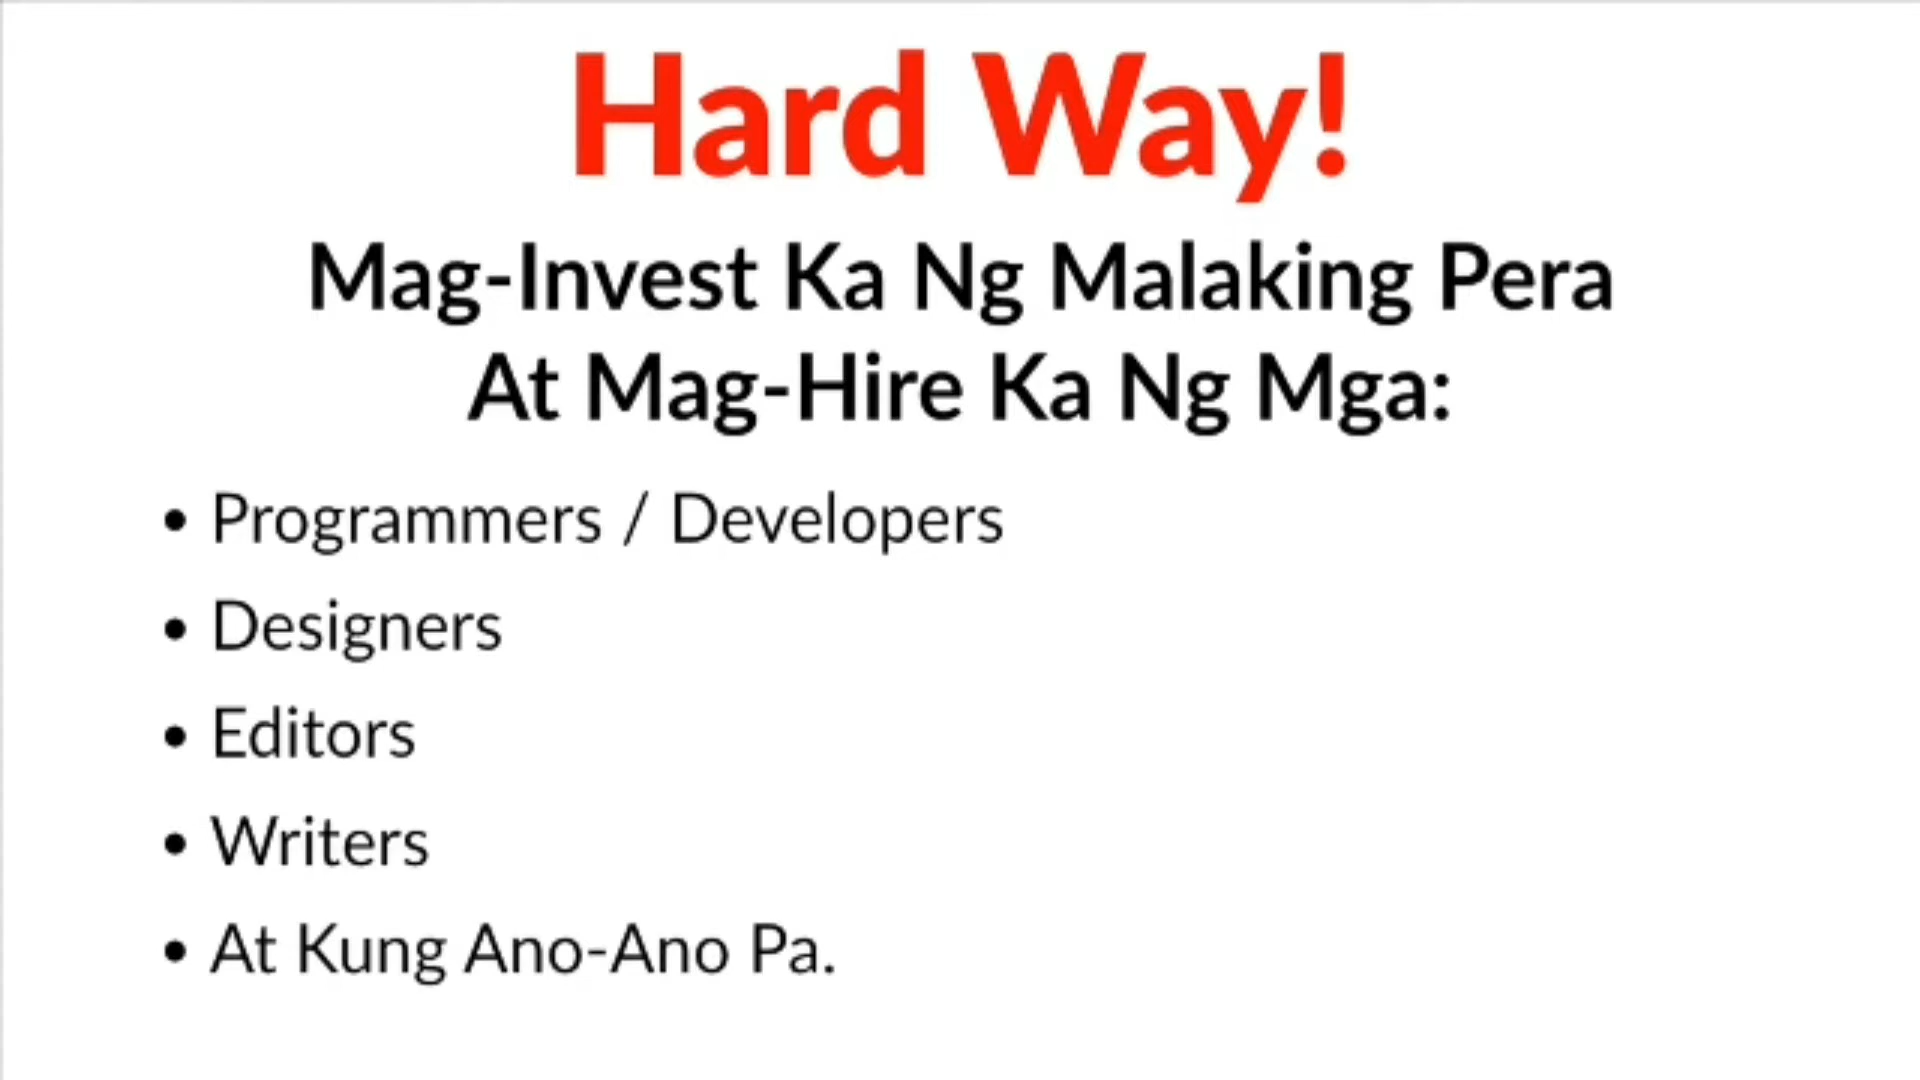 Hard Way!
Mag-Invest Ka Ng Malaking Pera
At Mag-Hire Ka Ng Mga:
• Programmers / Developers
• Designers
• Editors
• Writers
• At Kung Ano-Ano Pa.